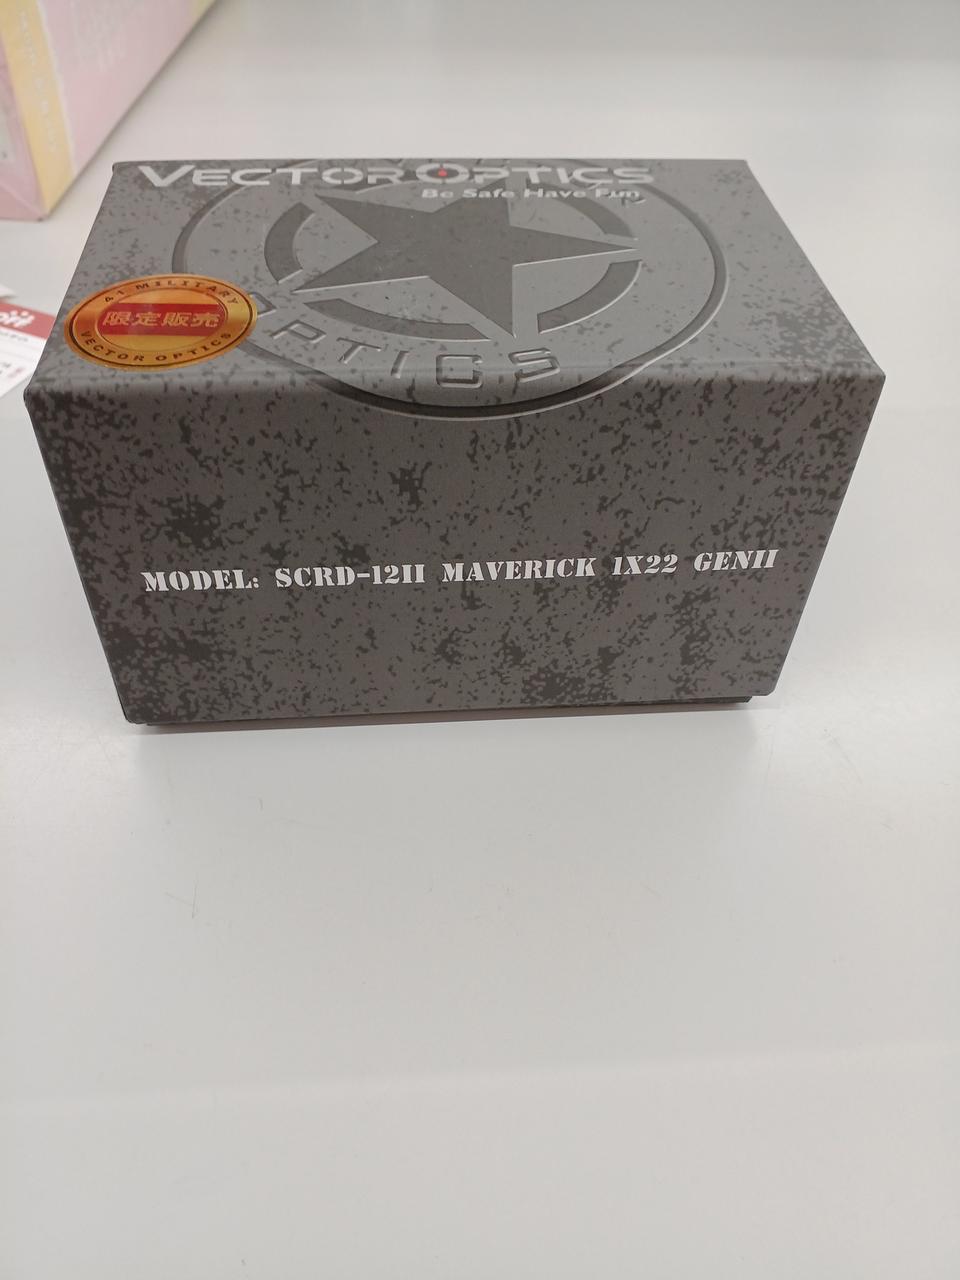 VECTOR OPTICS
Be Safe Have Fun
OPTICS
41 MILITARY
限定販売
VECTOR OPTICS
MODEL: SCRD-12II MAVERICK 1X22 GENII